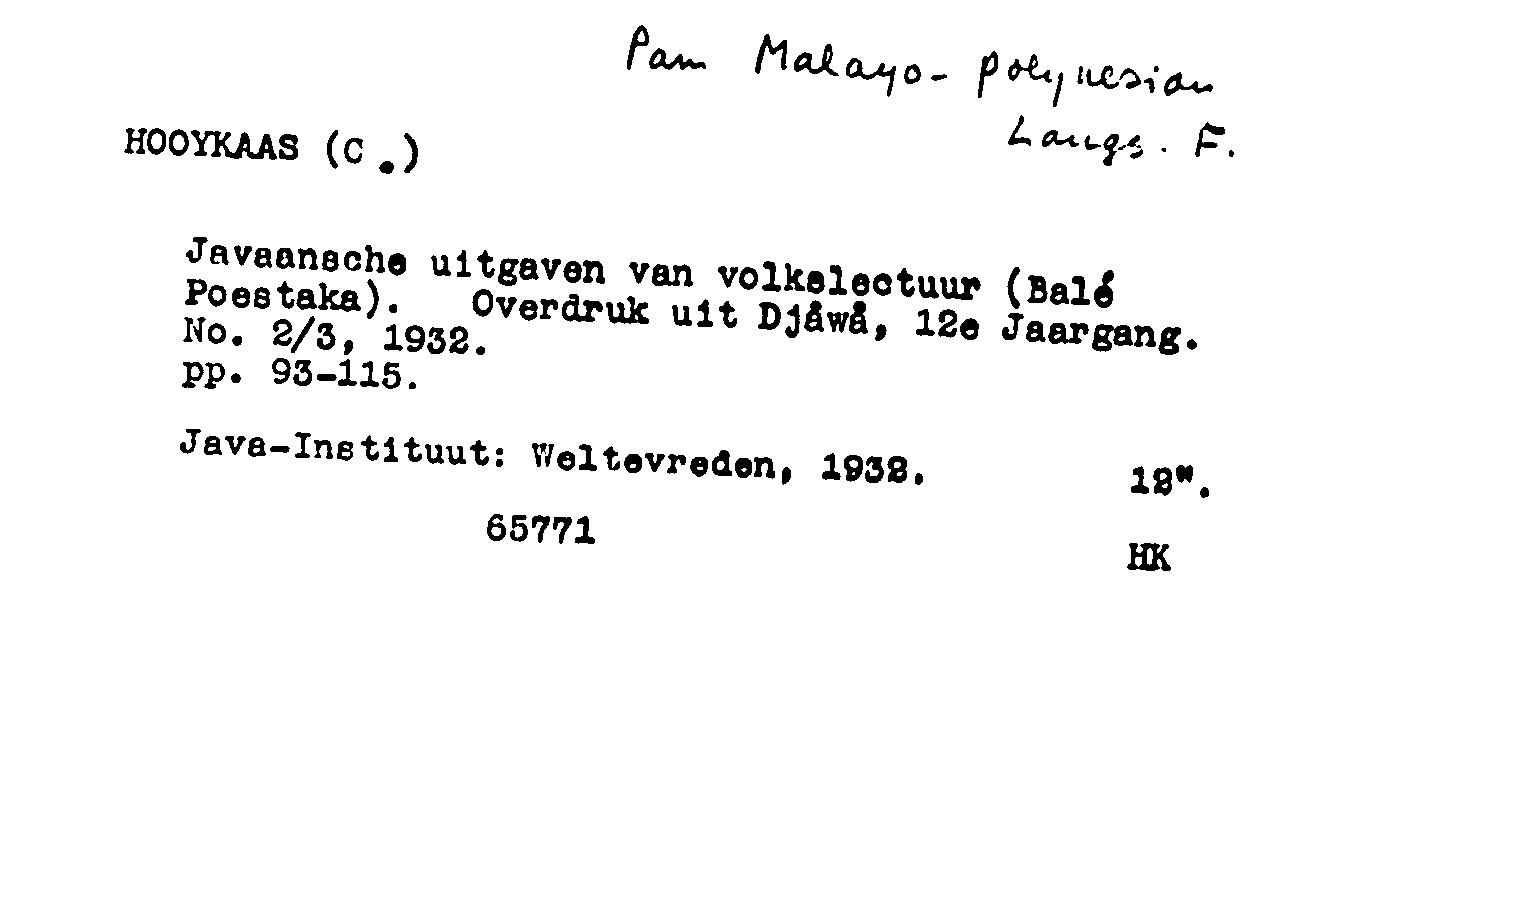 Pam Malayo-Polynesian
Langs. F.
HOOYKAAS (C.)
Javaansche uitgaven van volkslectuur (Balé
Poestaka). Overdruk uit Djåwå, 12e Jaargang.
No. 2/3, 1932.
pp. 93-115.
Java-Instituut: Weltevreden, 1932.
12".
65771
HK